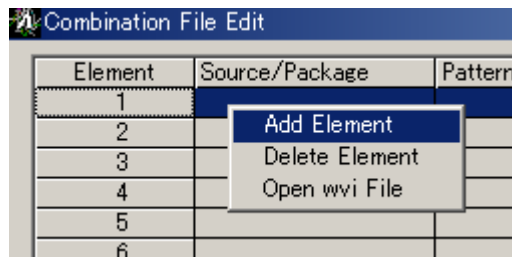 Combination File Edit
Element Source/Package Pattern
1
Add Element
2
Delete Element
3
Open wvi File
4
5
6